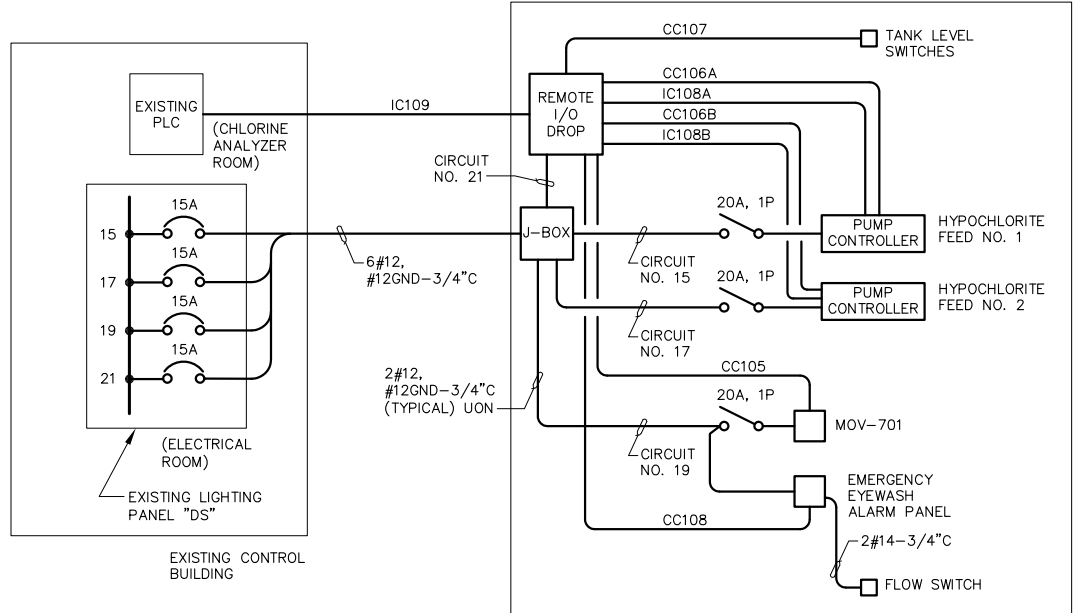 CC107
TANK LEVEL
SWITCHES
CC106A
IC108A
CC106B
IC108B
EXISTING
PLC
IC109
REMOTE
I/O
DROP
(CHLORINE
ANALYZER
ROOM)
CIRCUIT
NO. 21
15A
15
J-BOX
20A, 1P
PUMP
CONTROLLER
HYPOCHLORITE
FEED NO. 1
6#12,
#12GND-3/4"C
CIRCUIT
NO. 15
15A
17
20A, 1P
PUMP
CONTROLLER
HYPOCHLORITE
FEED NO. 2
15A
19
CIRCUIT
NO. 17
15A
21
2#12,
#12GND-3/4"C
(TYPICAL) UON
CC105
20A, 1P
MOV-701
(ELECTRICAL
ROOM)
CIRCUIT
NO. 19
EXISTING LIGHTING
PANEL "DS"
EMERGENCY
EYEWASH
ALARM PANEL
CC108
2#14-3/4"C
EXISTING CONTROL
BUILDING
FLOW SWITCH